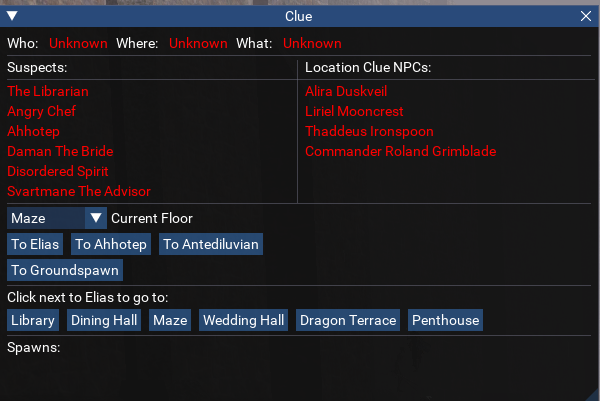 Clue
Who: Unknown Where: Unknown What: Unknown
Suspects:
The Librarian
Angry Chef
Ahhotep
Daman The Bride
Disordered Spirit
Svartmane The Advisor
Location Clue NPCs:
Alira Duskveil
Liriel Mooncrest
Thaddeus Ironspoon
Commander Roland Grimblade
Maze Current Floor
To Elias To Ahhotep To Antediluvian
To Groundspawn
Click next to Elias to go to:
Library Dining Hall Maze Wedding Hall Dragon Terrace Penthouse
Spawns: